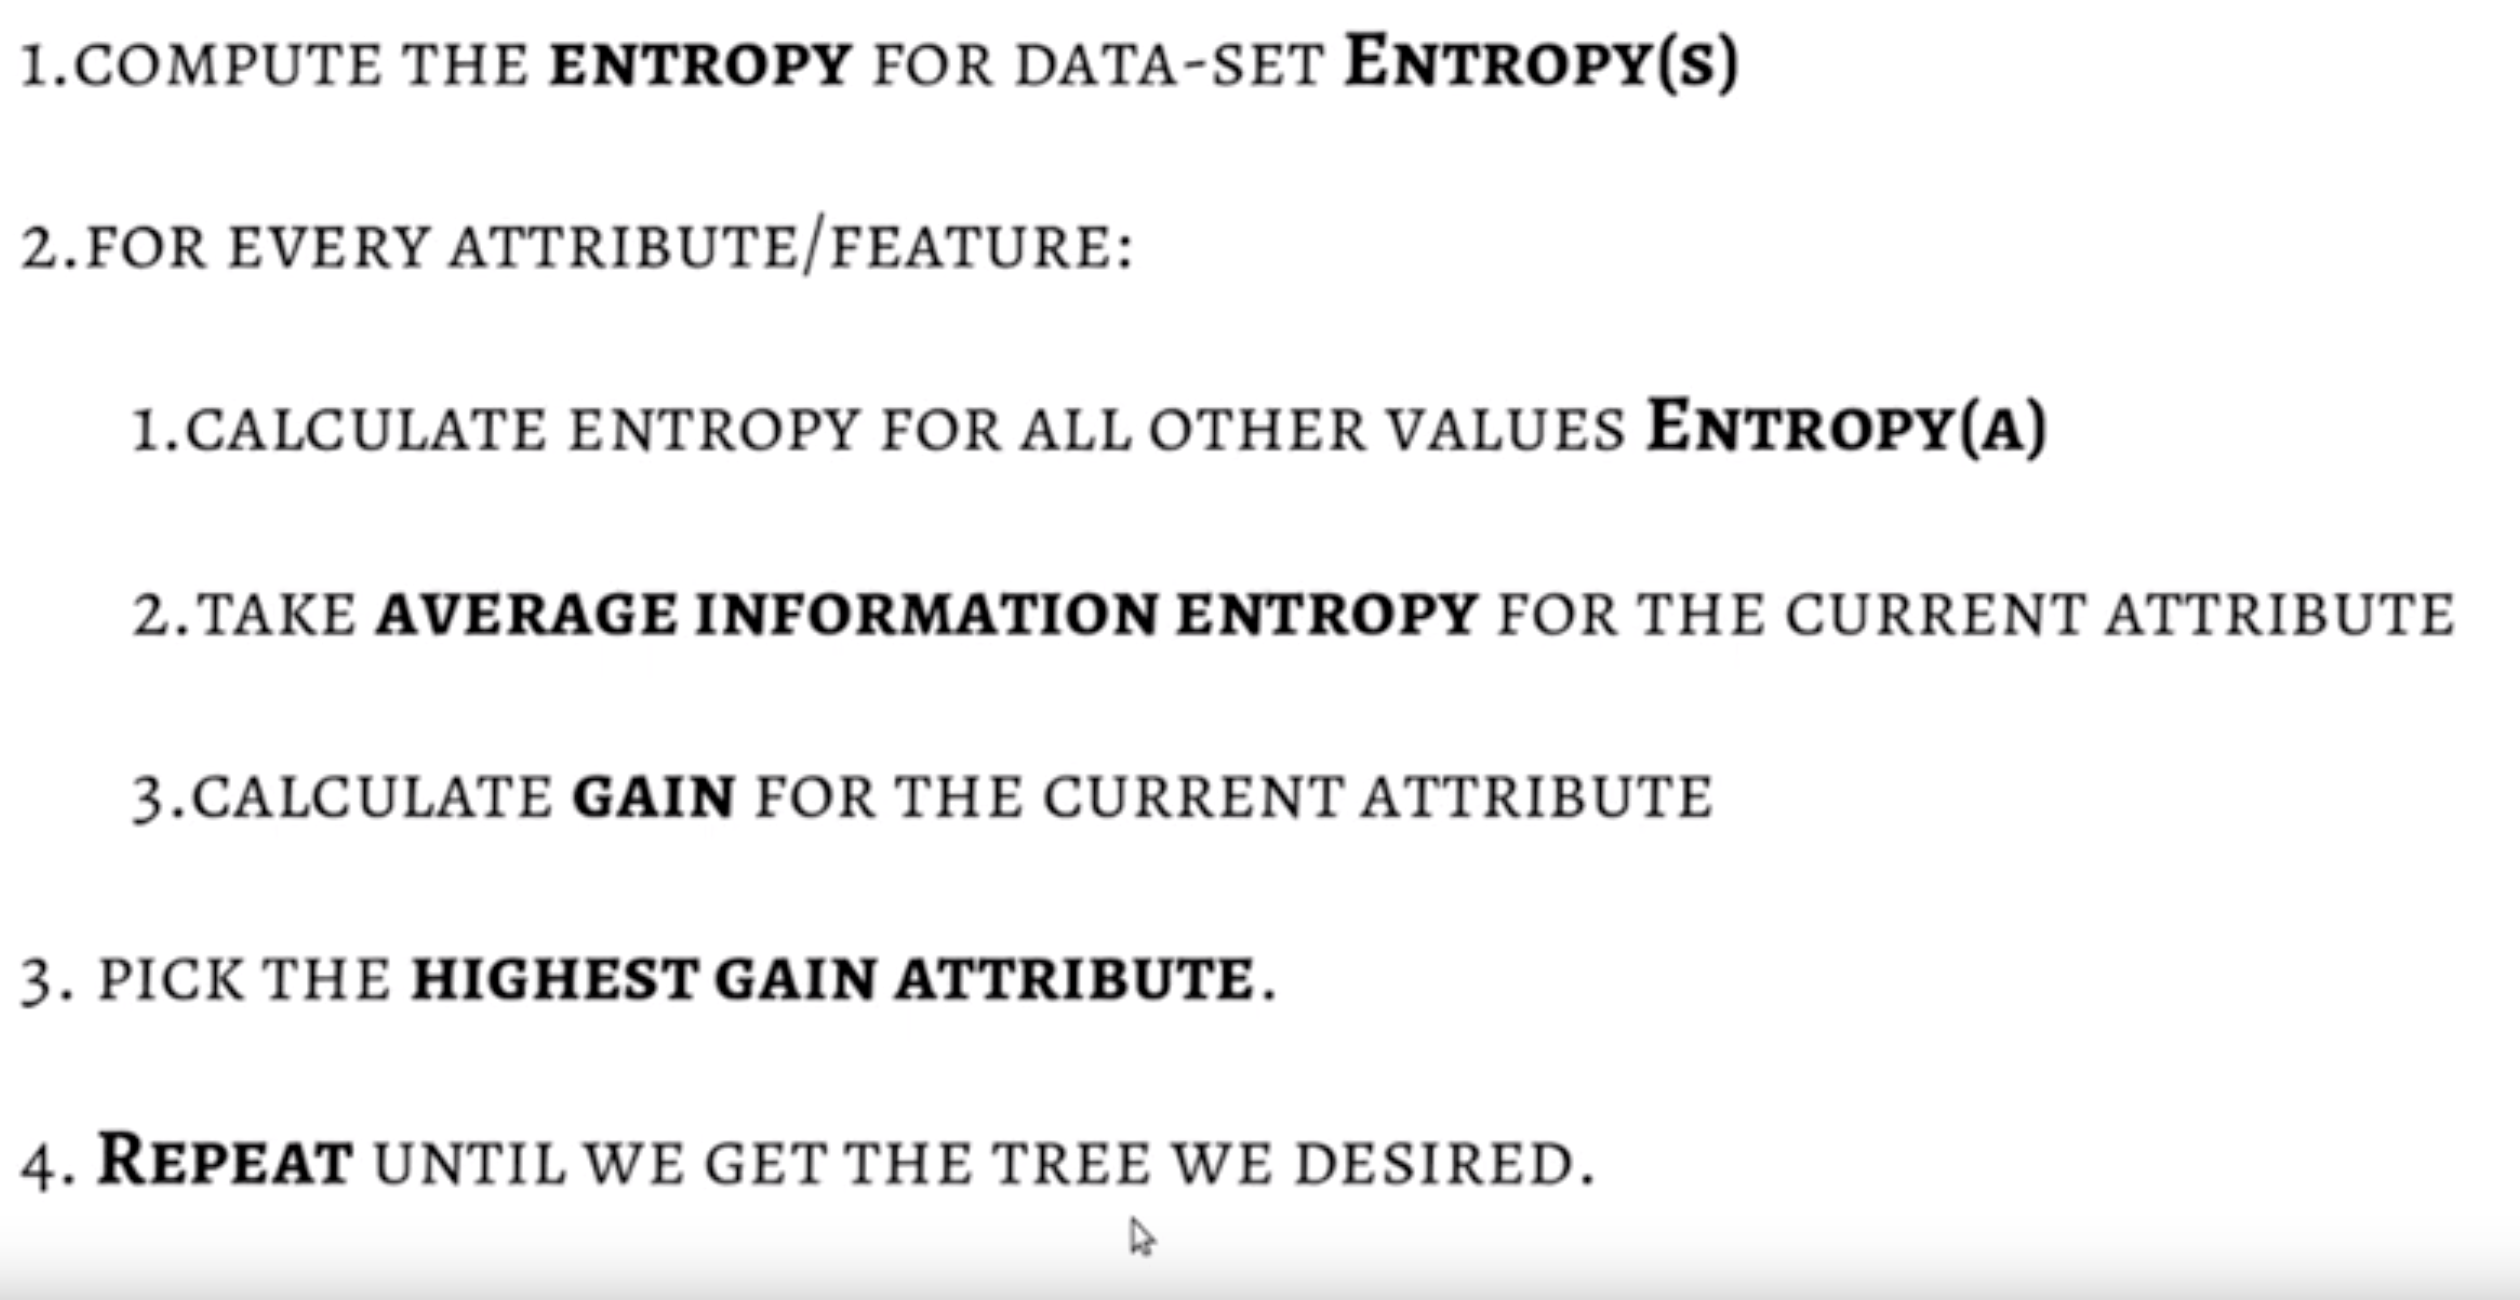 1.COMPUTE THE ENTROPY FOR DATA-SET ENTROPY(S)
2.FOR EVERY ATTRIBUTE/FEATURE:
1.CALCULATE ENTROPY FOR ALL OTHER VALUES ENTROPY(A)
2.TAKE AVERAGE INFORMATION ENTROPY FOR THE CURRENT ATTRIBUTE
3.CALCULATE GAIN FOR THE CURRENT ATTRIBUTE
3. PICK THE HIGHEST GAIN ATTRIBUTE.
4. REPEAT UNTIL WE GET THE TREE WE DESIRED.